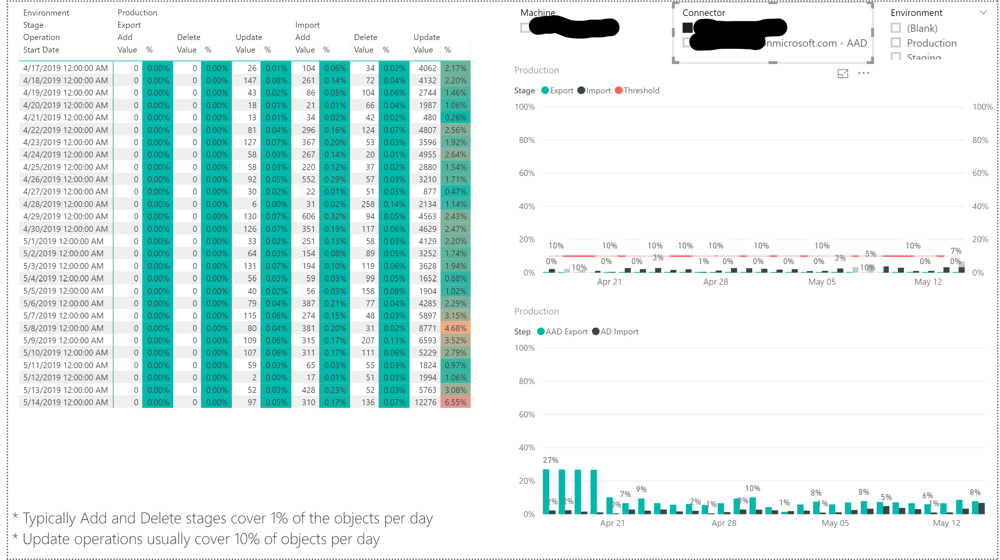 Environment Production
Stage Export Import
Operation Add Delete Update Add Delete Update
Start Date Value % Value % Value % Value % Value % Value %
4/17/2019 12:00:00 AM 0 0.00% 0 0.00% 26 0.01% 104 0.06% 34 0.02% 4062 2.17%
4/18/2019 12:00:00 AM 0 0.00% 0 0.00% 147 0.08% 261 0.14% 72 0.04% 4132 2.20%
4/19/2019 12:00:00 AM 0 0.00% 0 0.00% 43 0.02% 86 0.05% 104 0.06% 2744 1.46%
4/20/2019 12:00:00 AM 0 0.00% 0 0.00% 18 0.01% 21 0.01% 66 0.04% 1987 1.06%
4/21/2019 12:00:00 AM 0 0.00% 0 0.00% 13 0.01% 34 0.02% 42 0.02% 480 0.26%
4/22/2019 12:00:00 AM 0 0.00% 0 0.00% 81 0.04% 296 0.16% 124 0.07% 4807 2.56%
4/23/2019 12:00:00 AM 0 0.00% 0 0.00% 127 0.07% 367 0.20% 53 0.03% 3596 1.92%
4/24/2019 12:00:00 AM 0 0.00% 0 0.00% 58 0.03% 267 0.14% 20 0.01% 4955 2.64%
4/25/2019 12:00:00 AM 0 0.00% 0 0.00% 58 0.03% 220 0.12% 37 0.02% 2880 1.54%
4/26/2019 12:00:00 AM 0 0.00% 0 0.00% 92 0.05% 552 0.29% 57 0.03% 3210 1.71%
4/27/2019 12:00:00 AM 0 0.00% 0 0.00% 30 0.02% 22 0.01% 51 0.03% 877 0.47%
4/28/2019 12:00:00 AM 0 0.00% 0 0.00% 6 0.00% 31 0.02% 258 0.14% 2134 1.14%
4/29/2019 12:00:00 AM 0 0.00% 0 0.00% 130 0.07% 606 0.32% 94 0.05% 4563 2.43%
4/30/2019 12:00:00 AM 0 0.00% 0 0.00% 126 0.07% 351 0.19% 117 0.06% 4629 2.47%
5/1/2019 12:00:00 AM 0 0.00% 0 0.00% 33 0.02% 251 0.13% 58 0.03% 4129 2.20%
5/2/2019 12:00:00 AM 0 0.00% 0 0.00% 64 0.03% 154 0.08% 89 0.05% 3252 1.74%
5/3/2019 12:00:00 AM 0 0.00% 0 0.00% 131 0.07% 194 0.10% 119 0.06% 3628 1.94%
5/4/2019 12:00:00 AM 0 0.00% 0 0.00% 56 0.03% 59 0.03% 99 0.05% 1652 0.88%
5/5/2019 12:00:00 AM 0 0.00% 0 0.00% 40 0.02% 56 0.03% 158 0.08% 1904 1.02%
5/6/2019 12:00:00 AM 0 0.00% 0 0.00% 79 0.04% 387 0.21% 77 0.04% 4285 2.29%
5/7/2019 12:00:00 AM 0 0.00% 0 0.00% 115 0.06% 274 0.15% 48 0.03% 5897 3.15%
5/8/2019 12:00:00 AM 0 0.00% 0 0.00% 80 0.04% 381 0.20% 31 0.02% 8771 4.68%
5/9/2019 12:00:00 AM 0 0.00% 0 0.00% 109 0.06% 315 0.17% 207 0.11% 6593 3.52%
5/10/2019 12:00:00 AM 0 0.00% 0 0.00% 107 0.06% 311 0.17% 111 0.06% 5229 2.79%
5/11/2019 12:00:00 AM 0 0.00% 0 0.00% 59 0.03% 65 0.03% 55 0.03% 1824 0.97%
5/12/2019 12:00:00 AM 0 0.00% 0 0.00% 2 0.00% 17 0.01% 51 0.03% 1994 1.06%
5/13/2019 12:00:00 AM 0 0.00% 0 0.00% 52 0.03% 428 0.23% 52 0.03% 5763 3.08%
5/14/2019 12:00:00 AM 0 0.00% 0 0.00% 97 0.05% 310 0.17% 136 0.07% 12276 6.55%
* Typically Add and Delete stages cover 1% of the objects per day
* Update operations usually cover 10% of objects per day
Machine
Connector
onmicrosoft.com - AAD
Environment
(Blank)
Production
Staging
Production
Stage Export Import Threshold
100% 100%
80% 80%
60% 60%
40% 40%
20% 20%
10% 10% 10% 10% 10% 10% 10% 10% 7%
3% 3% 5%
0% 0% 0% 1% 0% 0% 0% 0% 0% 0%
10% 10%
0% 0%
Apr 21 Apr 28 May 05 May 12
Production
Step AAD Export AD Import
100%
80%
60%
40%
27%
20%
7% 9% 10% 8% 8% 5% 6% 8%
2% 2% 0% 2% 1% 3% 1% 1% 1%
0%
Apr 21 Apr 28 May 05 May 12